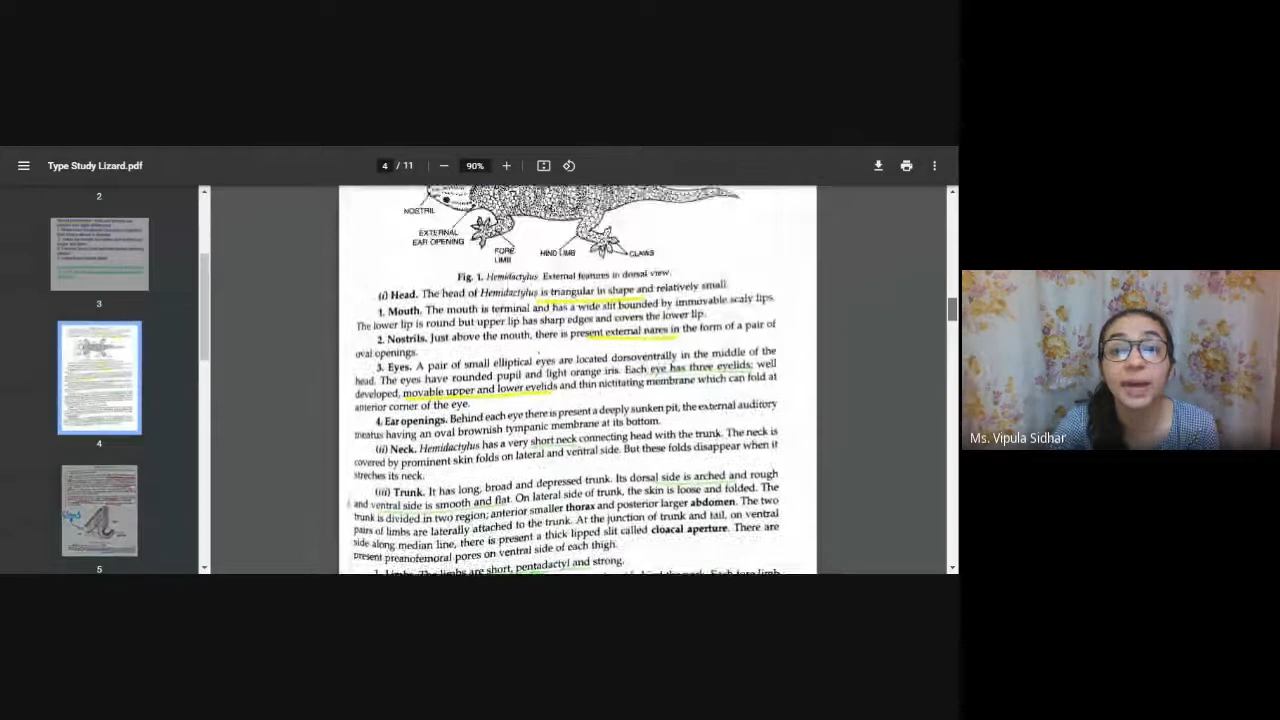 Type Study Lizard.pdf
4 / 11
90%
2
3
4
5
NOSTRIL
EXTERNAL
EAR OPENING
FORE
LIMB
HIND LIMB
CLAWS
Fig. 1. Hemidactylus External features in dorsal view.
(i) Head. The head of Hemidactylus is triangular in shape and relatively small.
1. Mouth. The mouth is terminal and has a wide slit bounded by immovable scaly lips.
The lower lip is round but upper lip has sharp edges and covers the lower lip.
2. Nostrils. Just above the mouth, there is present external nares in the form of a pair of
oval openings.
3. Eyes. A pair of small elliptical eyes are located dorsoventrally in the middle of the
head. The eyes have rounded pupil and light orange iris. Each eye has three eyelids; well
developed, movable upper and lower eyelids and thin nictitating membrane which can fold at
anterior corner of the eye.
4. Ear openings. Behind each eye there is present a deeply sunken pit, the external auditory
meatus having an oval brownish tympanic membrane at its bottom.
(ii) Neck. Hemidactylus has a very short neck connecting head with the trunk. The neck is
covered by prominent skin folds on lateral and ventral side. But these folds disappear when it
streches its neck.
(iii) Trunk. It has long, broad and depressed trunk. Its dorsal side is arched and rough
and ventral side is smooth and flat. On lateral side of trunk, the skin is loose and folded. The
trunk is divided in two region; anterior smaller thorax and posterior larger abdomen. The two
pairs of limbs are laterally attached to the trunk. At the junction of trunk and tail, on ventral
side along median line, there is present a thick lipped slit called cloacal aperture. There are
present preanofemoral pores on ventral side of each thigh.
1. Limbs. The limbs are short, pentadactyl and strong.
Ms. Vipula Sidhar